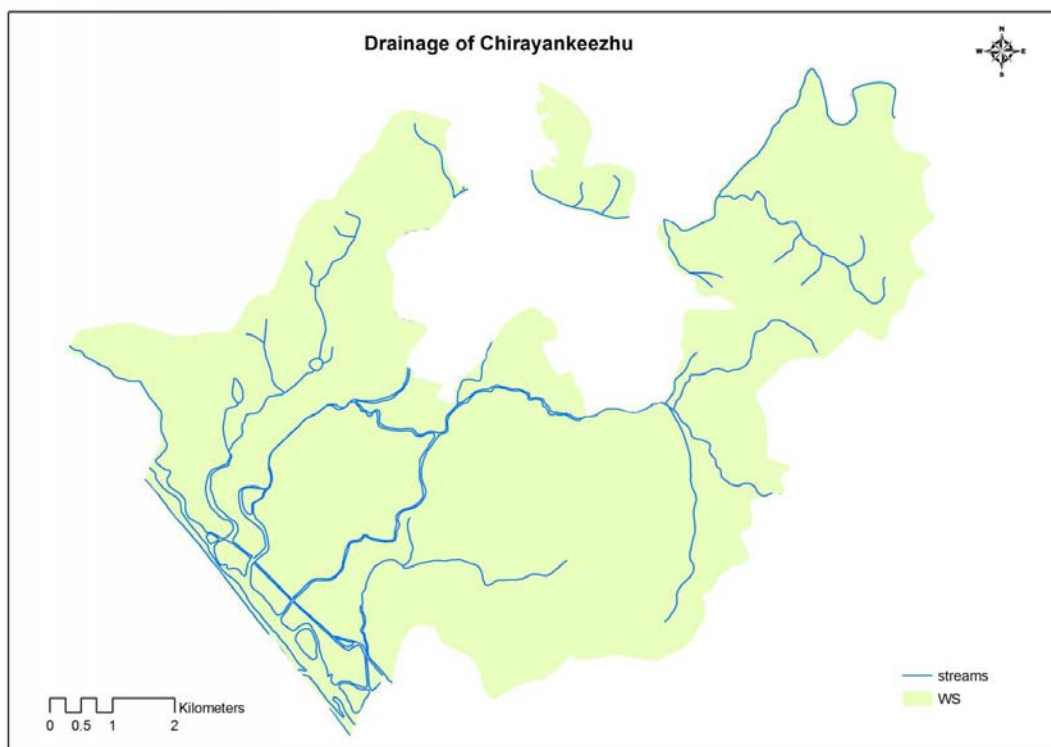 Drainage of Chirayankeezhu
N
W E
S
streams
WS
Kilometers
0 0.5 1 2